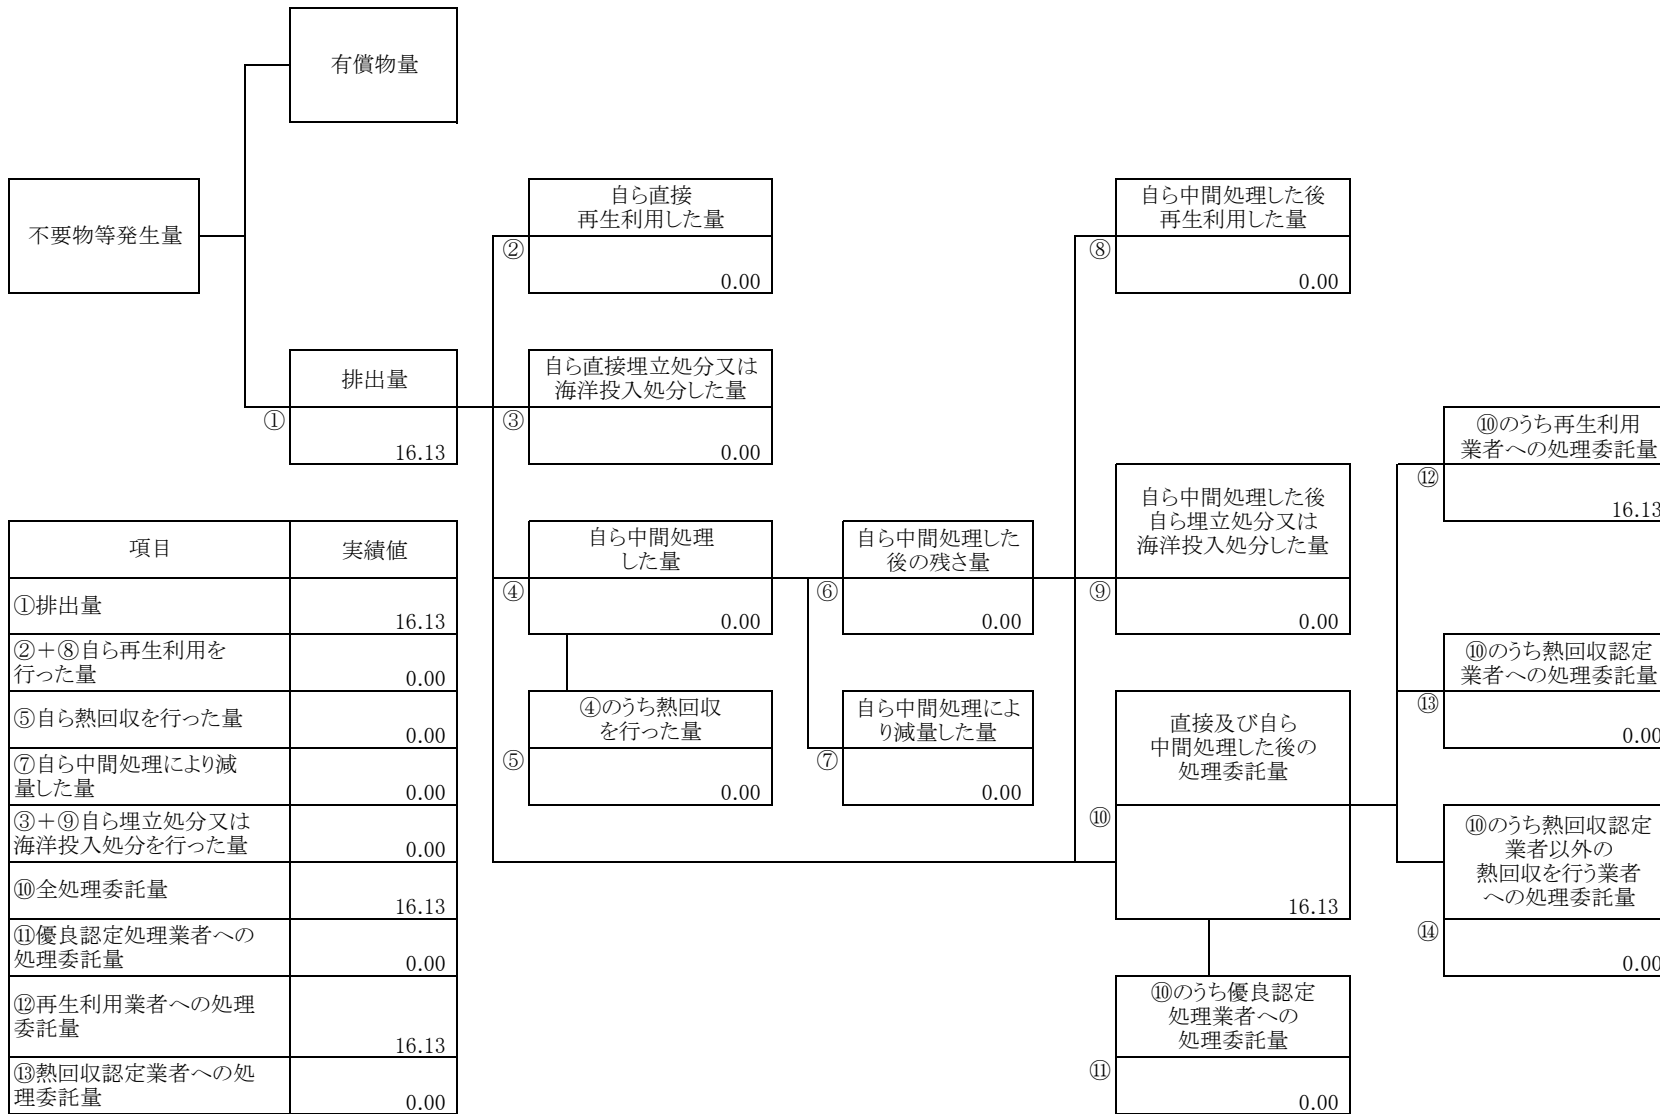 有償物量
不要物等発生量
自ら直接
再生利用した量
②
0.00
自ら中間処理した後
再生利用した量
⑧
0.00
排出量
①
16.13
自ら直接埋立処分又は
海洋投入処分した量
③
0.00
⑩のうち再生利用
業者への処理委託量
⑫
16.13
自ら中間処理した後
自ら埋立処分又は
海洋投入処分した量
⑨
0.00
自ら中間処理
した量
④
0.00
自ら中間処理した
後の残さ量
⑥
0.00
⑩のうち熱回収認定
業者への処理委託量
⑬
0.00
④のうち熱回収
を行った量
⑤
0.00
自ら中間処理によ
り減量した量
⑦
0.00
直接及び自ら
中間処理した後の
処理委託量
⑩
16.13
⑩のうち熱回収認定
業者以外の
熱回収を行う業者
への処理委託量
⑭
0.00
⑩のうち優良認定
処理業者への
処理委託量
⑪
0.00
項目 実績値
①排出量 16.13
②+⑧自ら再生利用を
行った量 0.00
⑤自ら熱回収を行った量 0.00
⑦自ら中間処理により減
量した量 0.00
③+⑨自ら埋立処分又は
海洋投入処分を行った量 0.00
⑩全処理委託量 16.13
⑪優良認定処理業者への
処理委託量 0.00
⑫再生利用業者への処理
委託量 16.13
⑬熱回収認定業者への処
理委託量 0.00